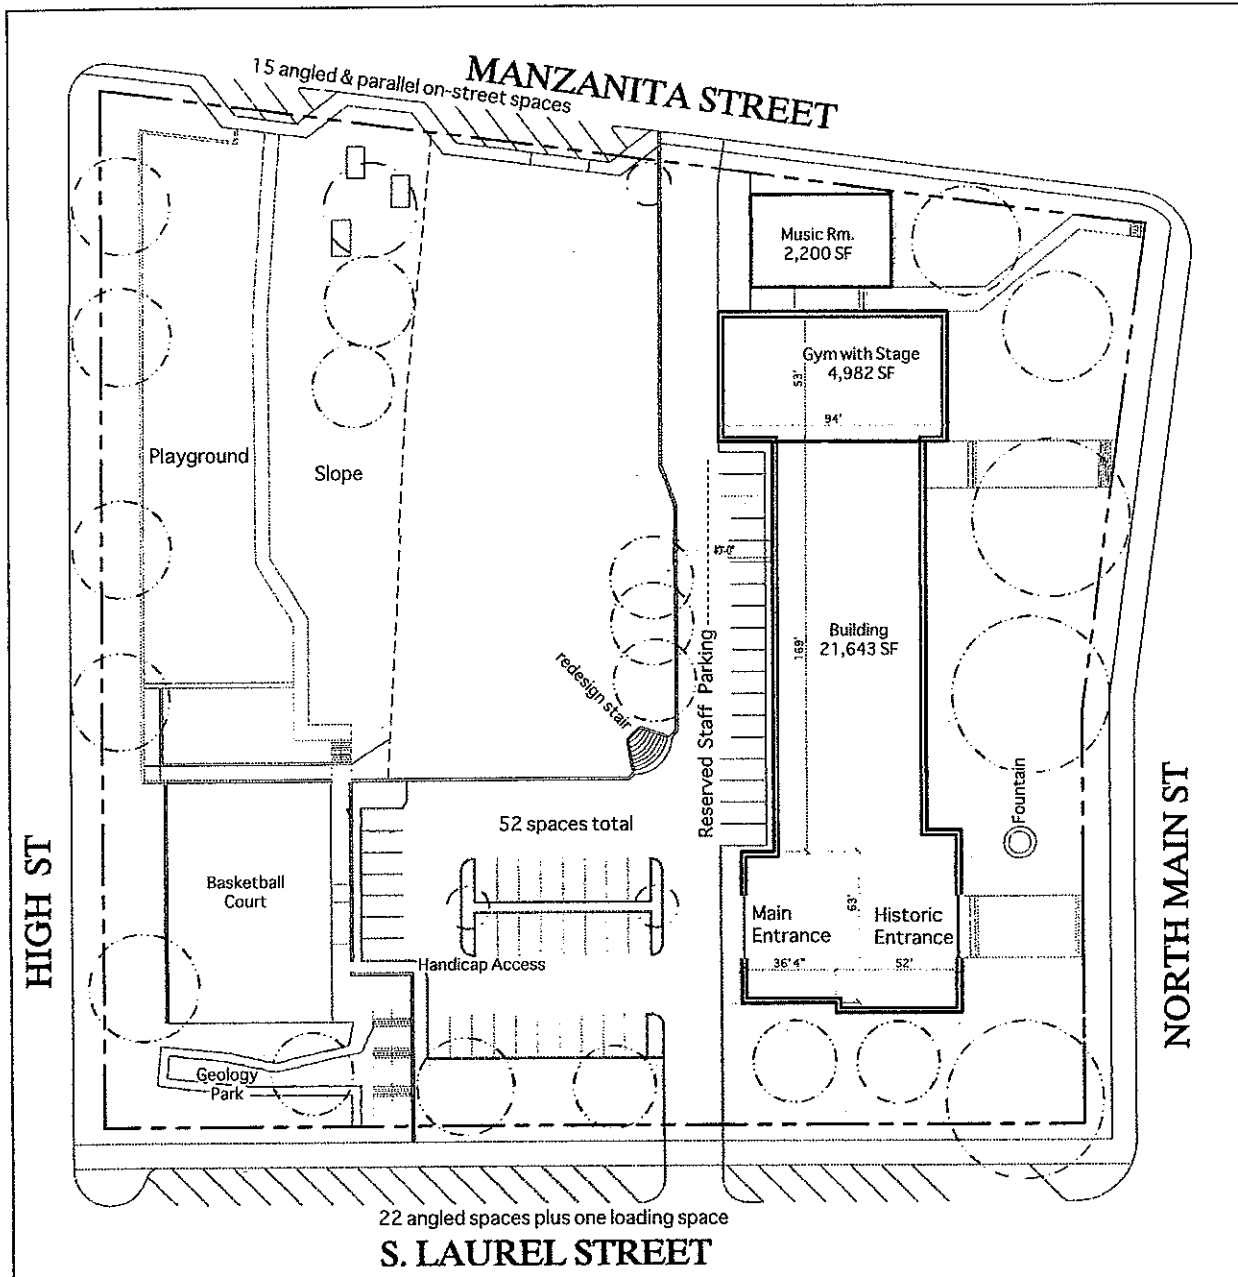 MANZANITA STREET
15 angled & parallel on-street spaces
Music Rm.
2,200 SF
Gym with Stage
4,982 SF
53'
94'
Playground
Slope
Building
21,643 SF
169'
redesign stair
Reserved Staff Parking
Fountain
52 spaces total
HIGH ST
NORTH MAIN ST
Basketball
Court
Main
Entrance
63'
Historic
Entrance
36' 4"
52'
Handicap Access
Geology
Park
22 angled spaces plus one loading space
S. LAUREL STREET